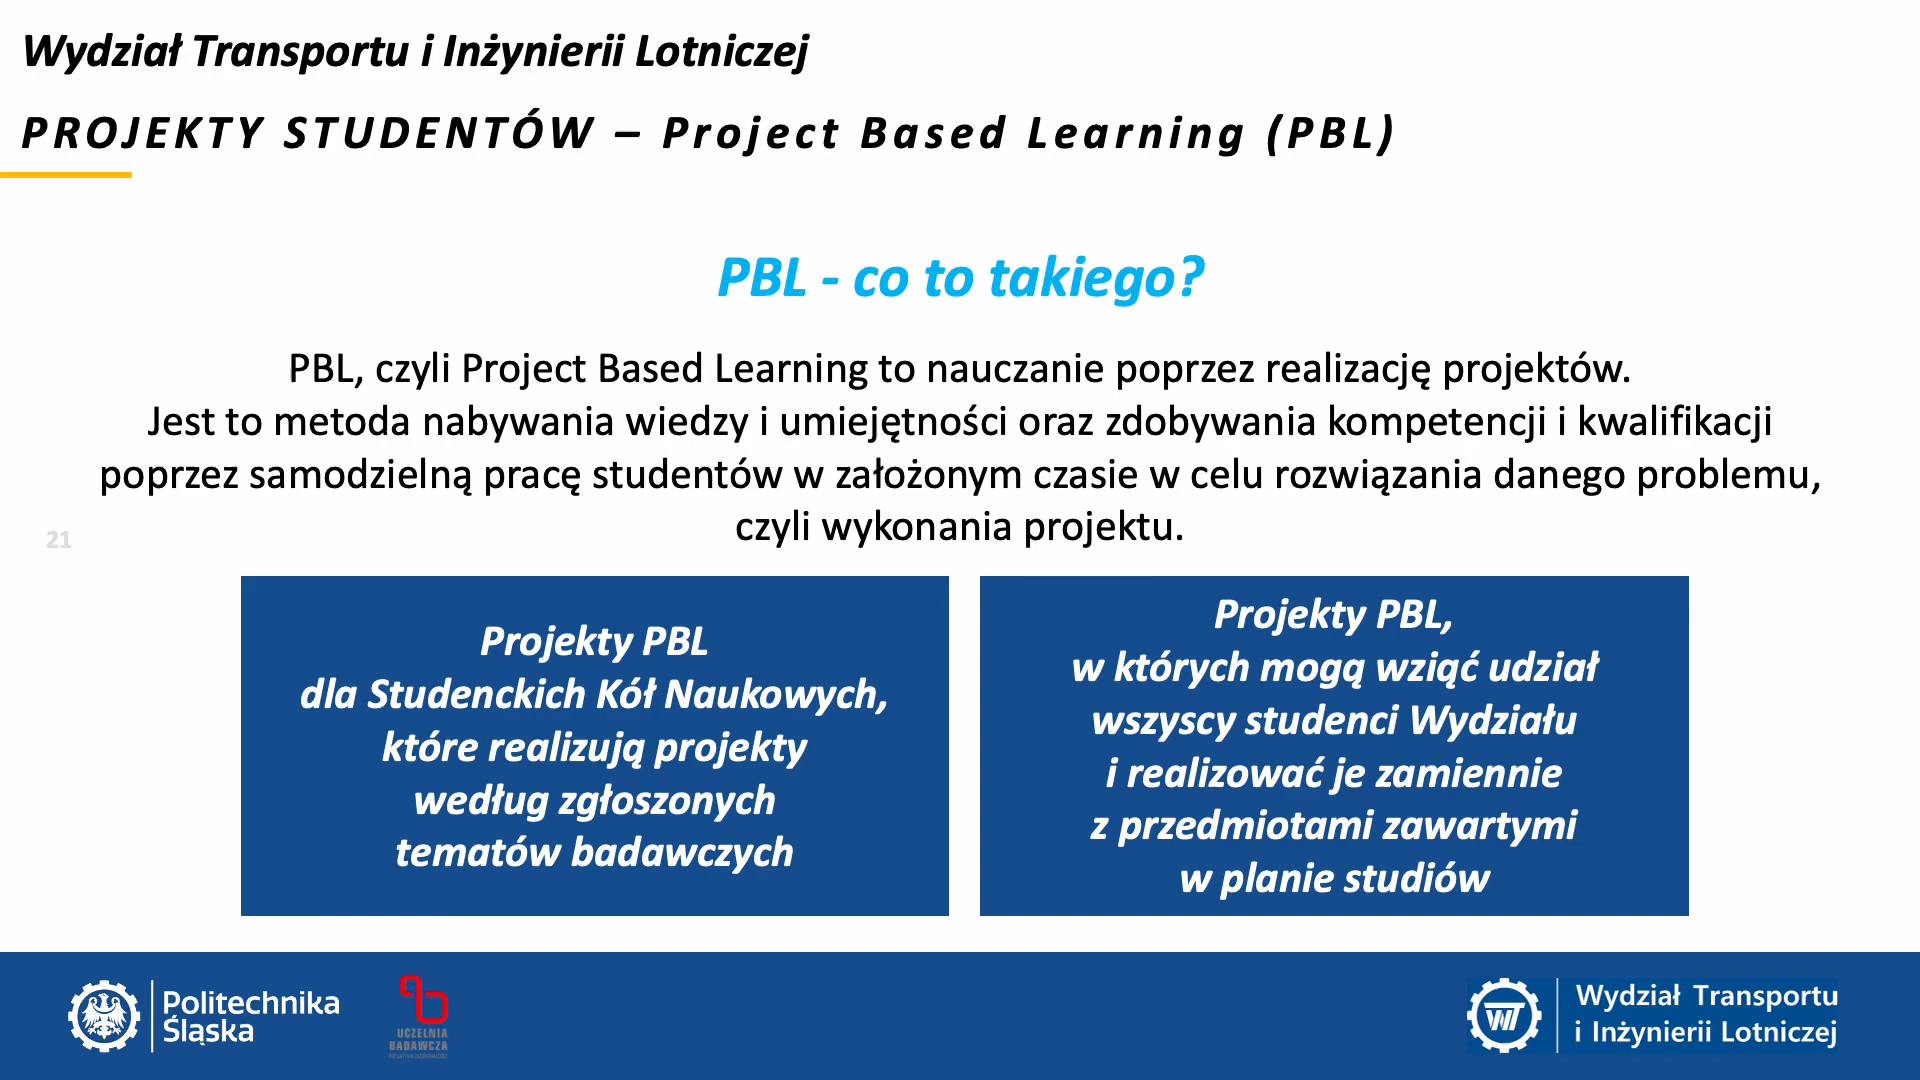 Wydział Transportu i Inżynierii Lotniczej
PROJEKTY STUDENTÓW – Project Based Learning (PBL)
PBL - co to takiego?
PBL, czyli Project Based Learning to nauczanie poprzez realizację projektów.
Jest to metoda nabywania wiedzy i umiejętności oraz zdobywania kompetencji i kwalifikacji
poprzez samodzielną pracę studentów w założonym czasie w celu rozwiązania danego problemu,
czyli wykonania projektu.
21
Projekty PBL
dla Studenckich Kół Naukowych,
które realizują projekty
według zgłoszonych
tematów badawczych
Projekty PBL,
w których mogą wziąć udział
wszyscy studenci Wydziału
i realizować je zamiennie
z przedmiotami zawartymi
w planie studiów
Politechnika
Śląska
UCZELNIA
BADAWCZA
INICJATYWA DOSKONAŁOŚCI
Wydział Transportu
i Inżynierii Lotniczej